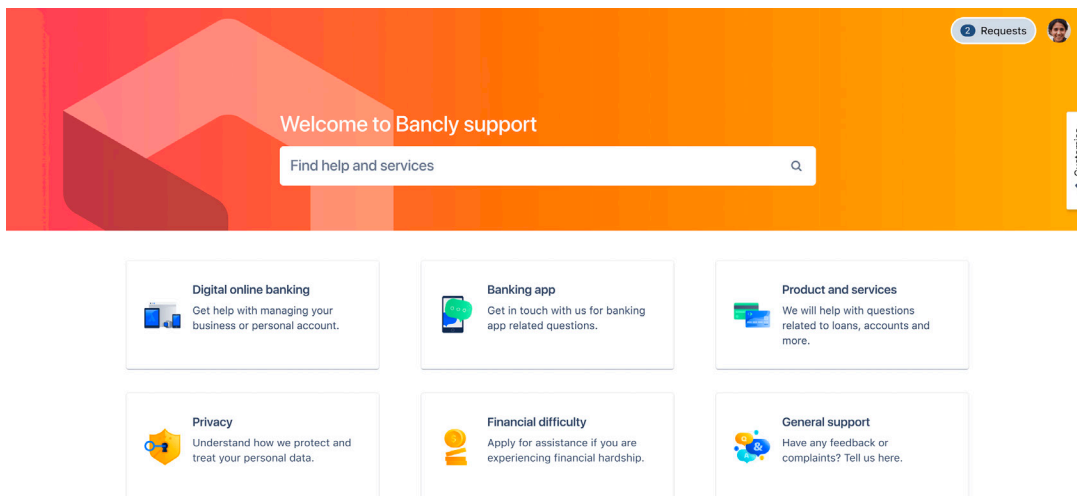 2 Requests
Customise
Welcome to Bancly support
Find help and services
Digital online banking
Get help with managing your
business or personal account.
Banking app
Get in touch with us for banking
app related questions.
Product and services
We will help with questions
related to loans, accounts and
more.
Privacy
Understand how we protect and
treat your personal data.
Financial difficulty
Apply for assistance if you are
experiencing financial hardship.
General support
Have any feedback or
complaints? Tell us here.